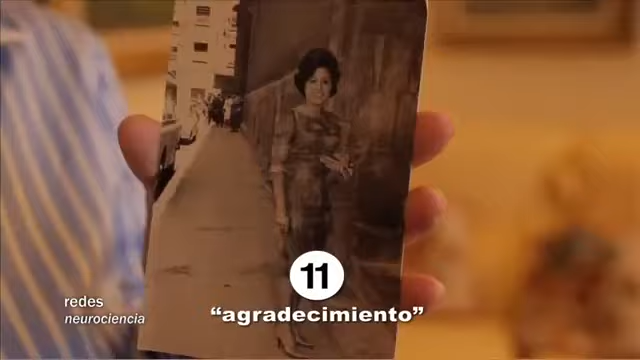 11
“agradecimiento”
redes
neurociencia